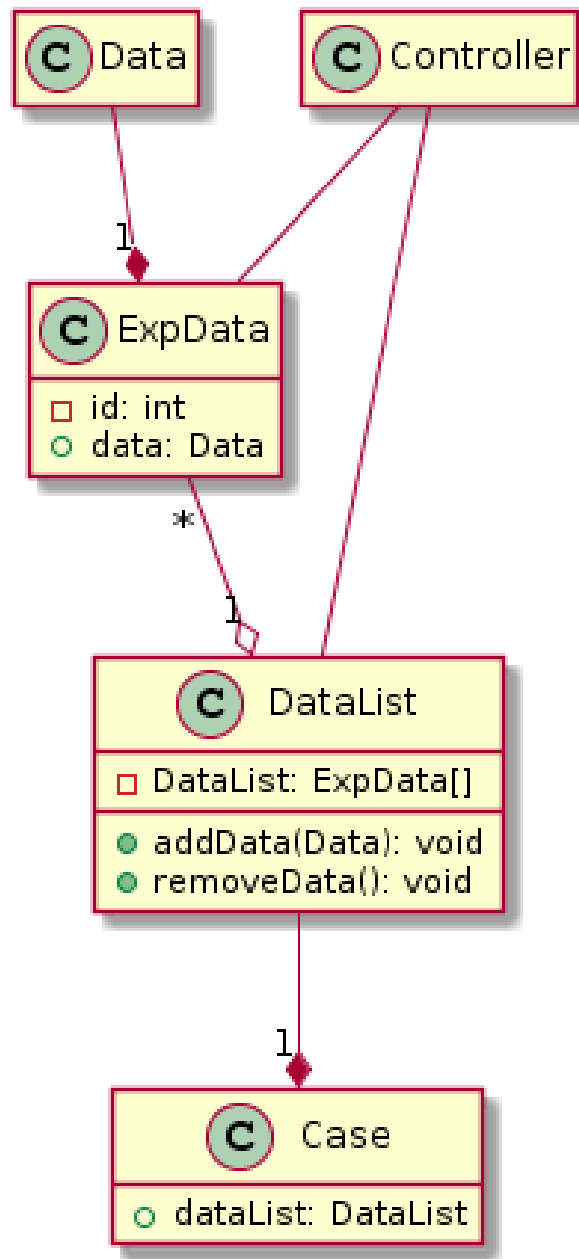 C Data
C Controller
1
C ExpData
id: int
data: Data
*
1
C DataList
DataList: ExpData[]
addData(Data): void
removeData(): void
1
C Case
dataList: DataList